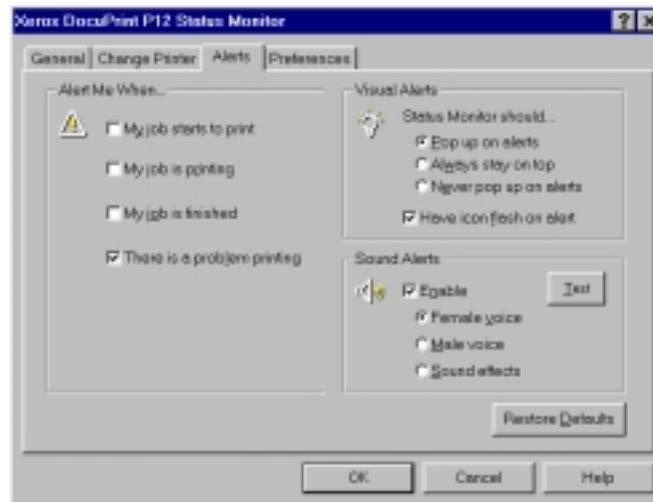 Xerox DocuPrint P12 Status Monitor
General
Change Printer
Alerts
Preferences
Alert Me When...
My job starts to print
My job is printing
My job is finished
There is a problem printing
Visual Alerts
Status Monitor should...
Pop up on alerts
Always stay on top
Never pop up on alerts
Have icon flash on alert
Sound Alerts
Enable
Test
Female voice
Male voice
Sound effects
Restore Defaults
OK
Cancel
Help